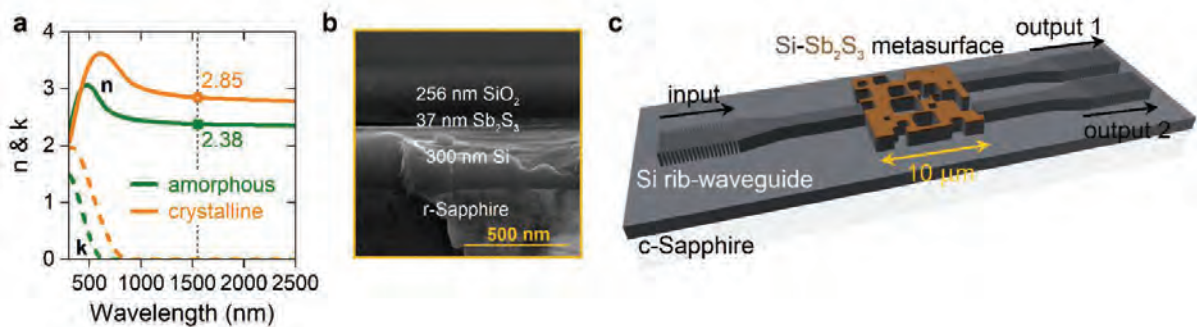 a
4
3
2
1
0
n & k
n
2.85
2.38
amorphous
crystalline
k
500 1000 1500 2000 2500
Wavelength (nm)
b
256 nm SiO₂
37 nm Sb₂S₃
300 nm Si
r-Sapphire
500 nm
c
Si-Sb₂S₃ metasurface
output 1
input
output 2
10 μm
Si rib-waveguide
c-Sapphire